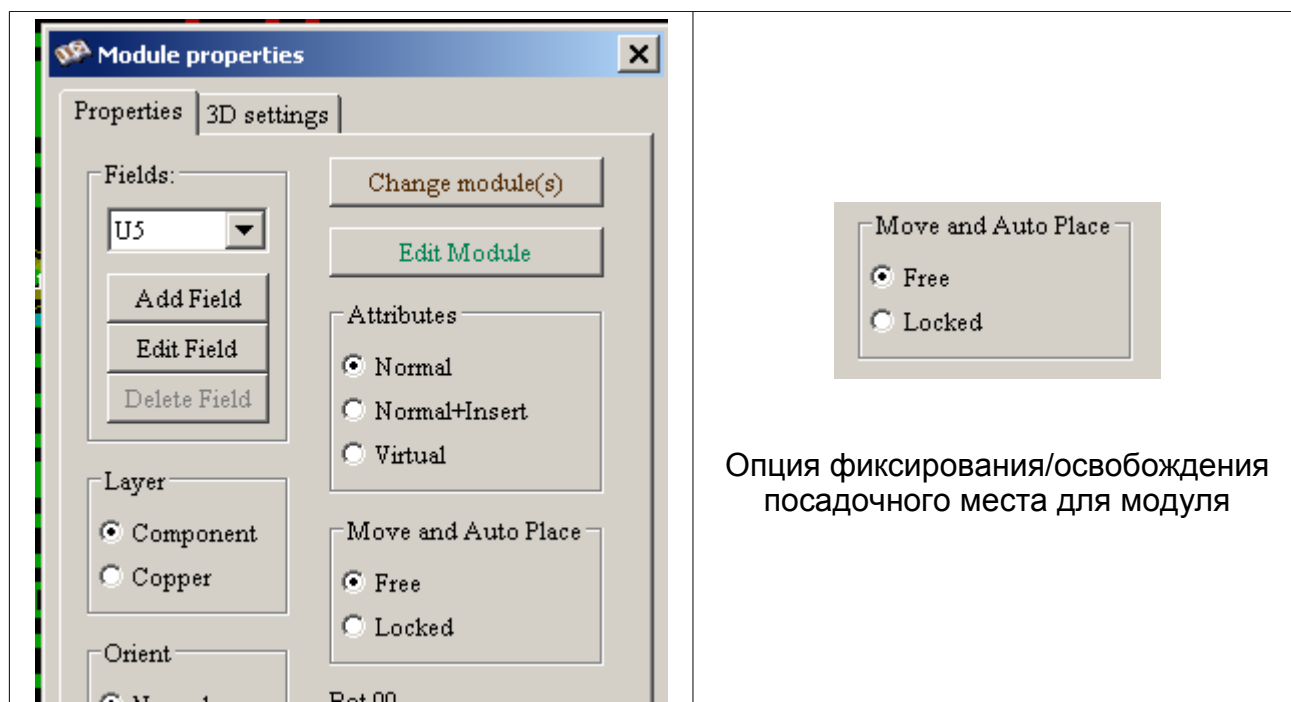 Module properties
Properties
3D settings
Fields:
U5
Add Field
Edit Field
Delete Field
Layer
Component
Copper
Orient
Change module(s)
Edit Module
Attributes
Normal
Normal+Insert
Virtual
Move and Auto Place
Free
Locked
Move and Auto Place
Free
Locked
Опция фиксирования/освобождения
посадочного места для модуля